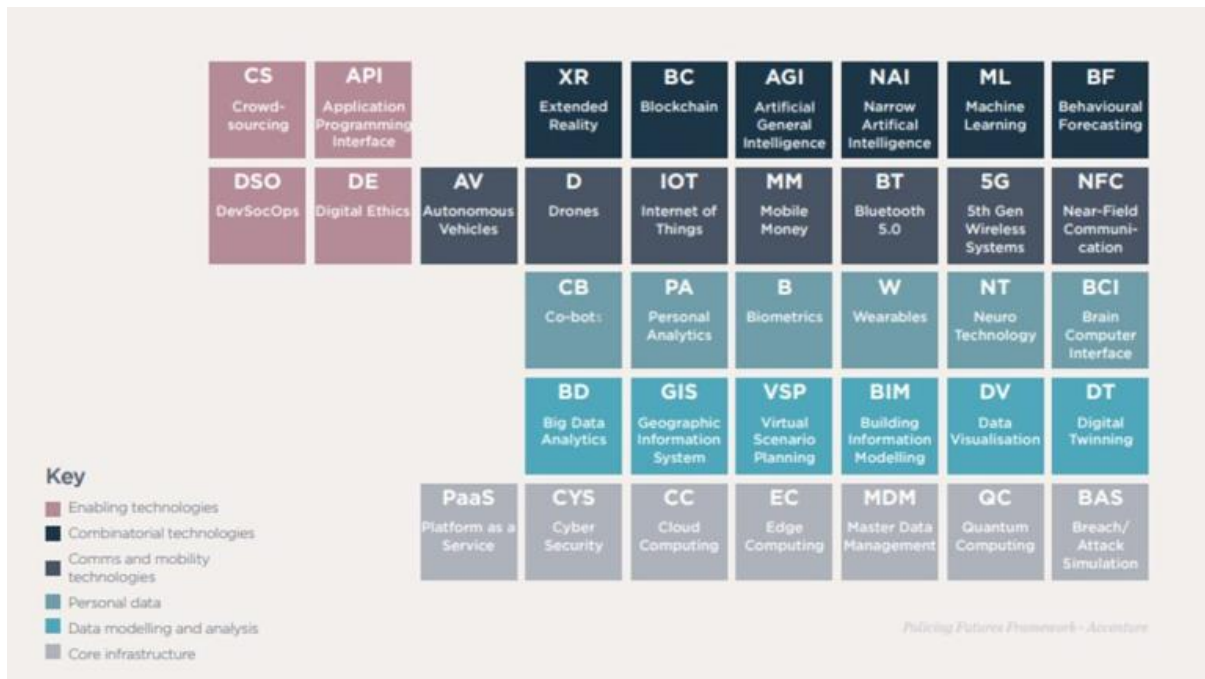 CS
Crowd-
sourcing
API
Application
Programming
Interface
XR
Extended
Reality
BC
Blockchain
AGI
Artificial
General
Intelligence
NAI
Narrow
Artifical
Intelligence
ML
Machine
Learning
BF
Behavioural
Forecasting
DSO
DevSocOps
DE
Digital Ethics
AV
Autonomous
Vehicles
D
Drones
IOT
Internet of
Things
MM
Mobile
Money
BT
Bluetooth
5.0
5G
5th Gen
Wireless
Systems
NFC
Near-Field
Communi-
cation
CB
Co-bots
PA
Personal
Analytics
B
Biometrics
W
Wearables
NT
Neuro
Technology
BCI
Brain
Computer
Interface
BD
Big Data
Analytics
GIS
Geographic
Information
System
VSP
Virtual
Scenario
Planning
BIM
Building
Information
Modelling
DV
Data
Visualisation
DT
Digital
Twinning
PaaS
Platform as a
Service
CYS
Cyber
Security
CC
Cloud
Computing
EC
Edge
Computing
MDM
Master Data
Management
QC
Quantum
Computing
BAS
Breach/
Attack
Simulation
Key
Enabling technologies
Combinatorial technologies
Comms and mobility
technologies
Personal data
Data modelling and analysis
Core infrastructure
Policing Futures Framework - Accenture